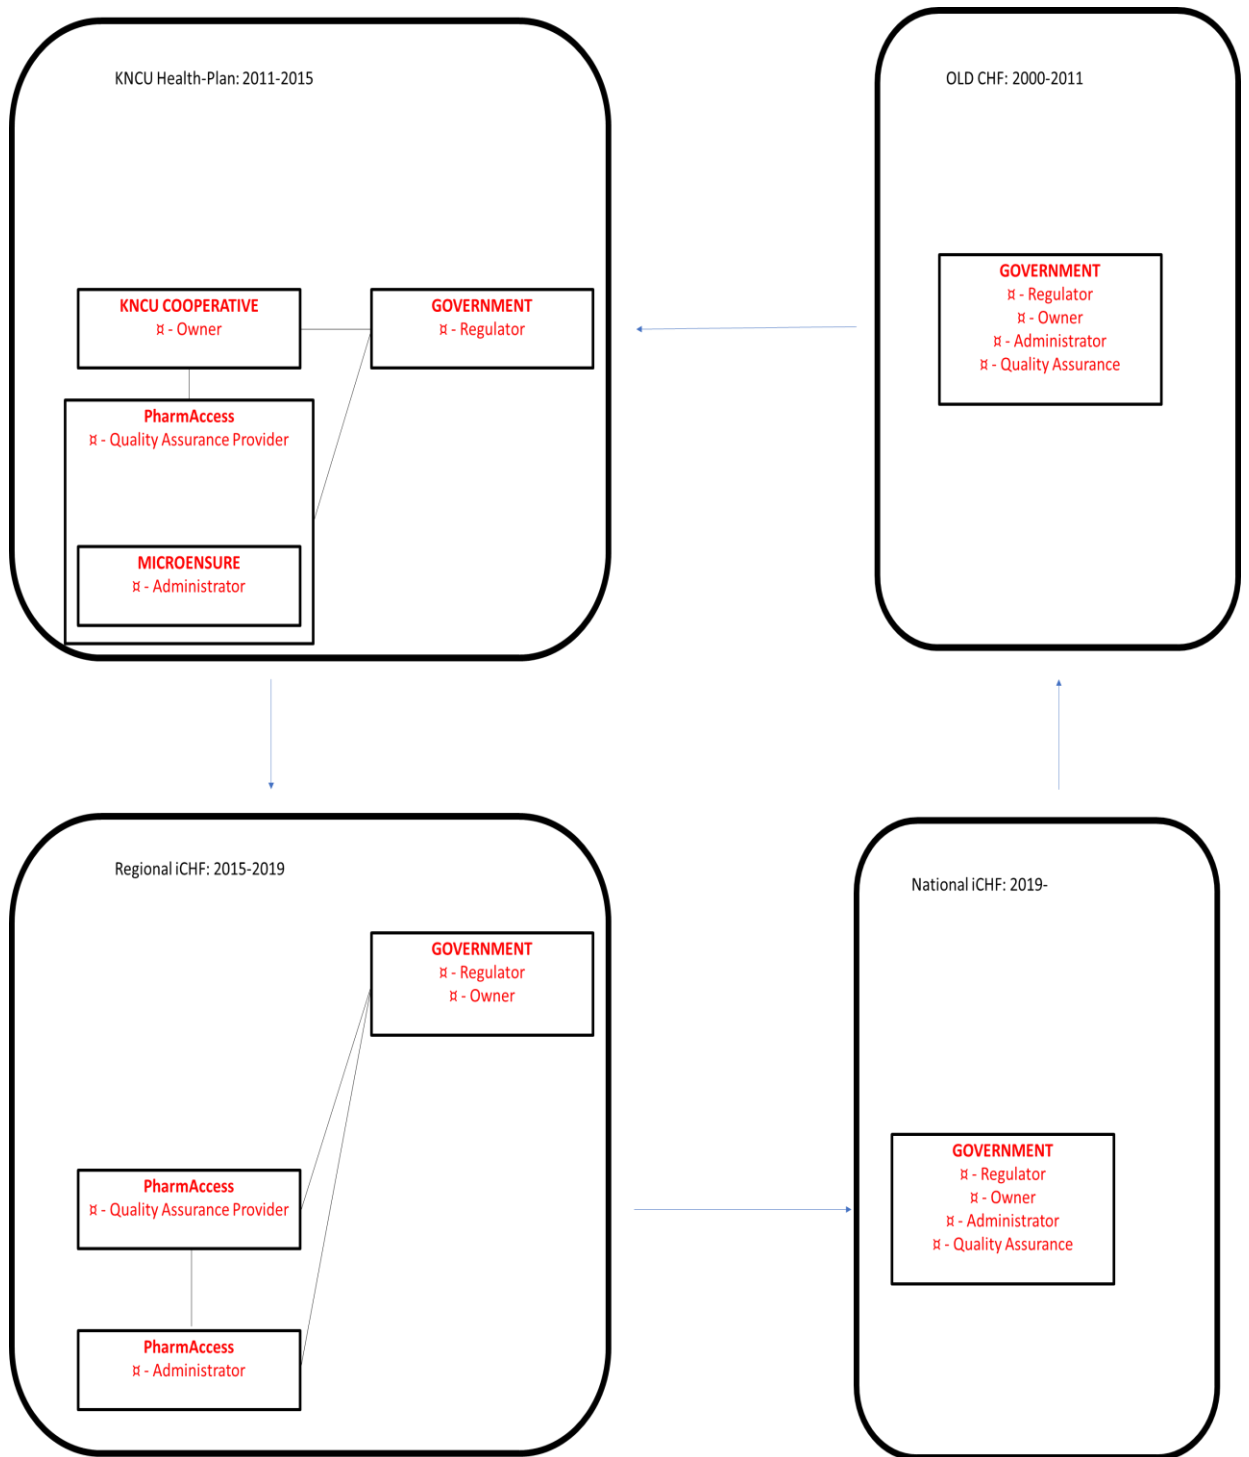 KNCU Health-Plan: 2011-2015
KNCU COOPERATIVE
¤ - Owner
GOVERNMENT
¤ - Regulator
PharmAccess
¤ - Quality Assurance Provider
MICROENSURE
¤ - Administrator
OLD CHF: 2000-2011
GOVERNMENT
¤ - Regulator
¤ - Owner
¤ - Administrator
¤ - Quality Assurance
Regional iCHF: 2015-2019
GOVERNMENT
¤ - Regulator
¤ - Owner
PharmAccess
¤ - Quality Assurance Provider
PharmAccess
¤ - Administrator
National iCHF: 2019-
GOVERNMENT
¤ - Regulator
¤ - Owner
¤ - Administrator
¤ - Quality Assurance